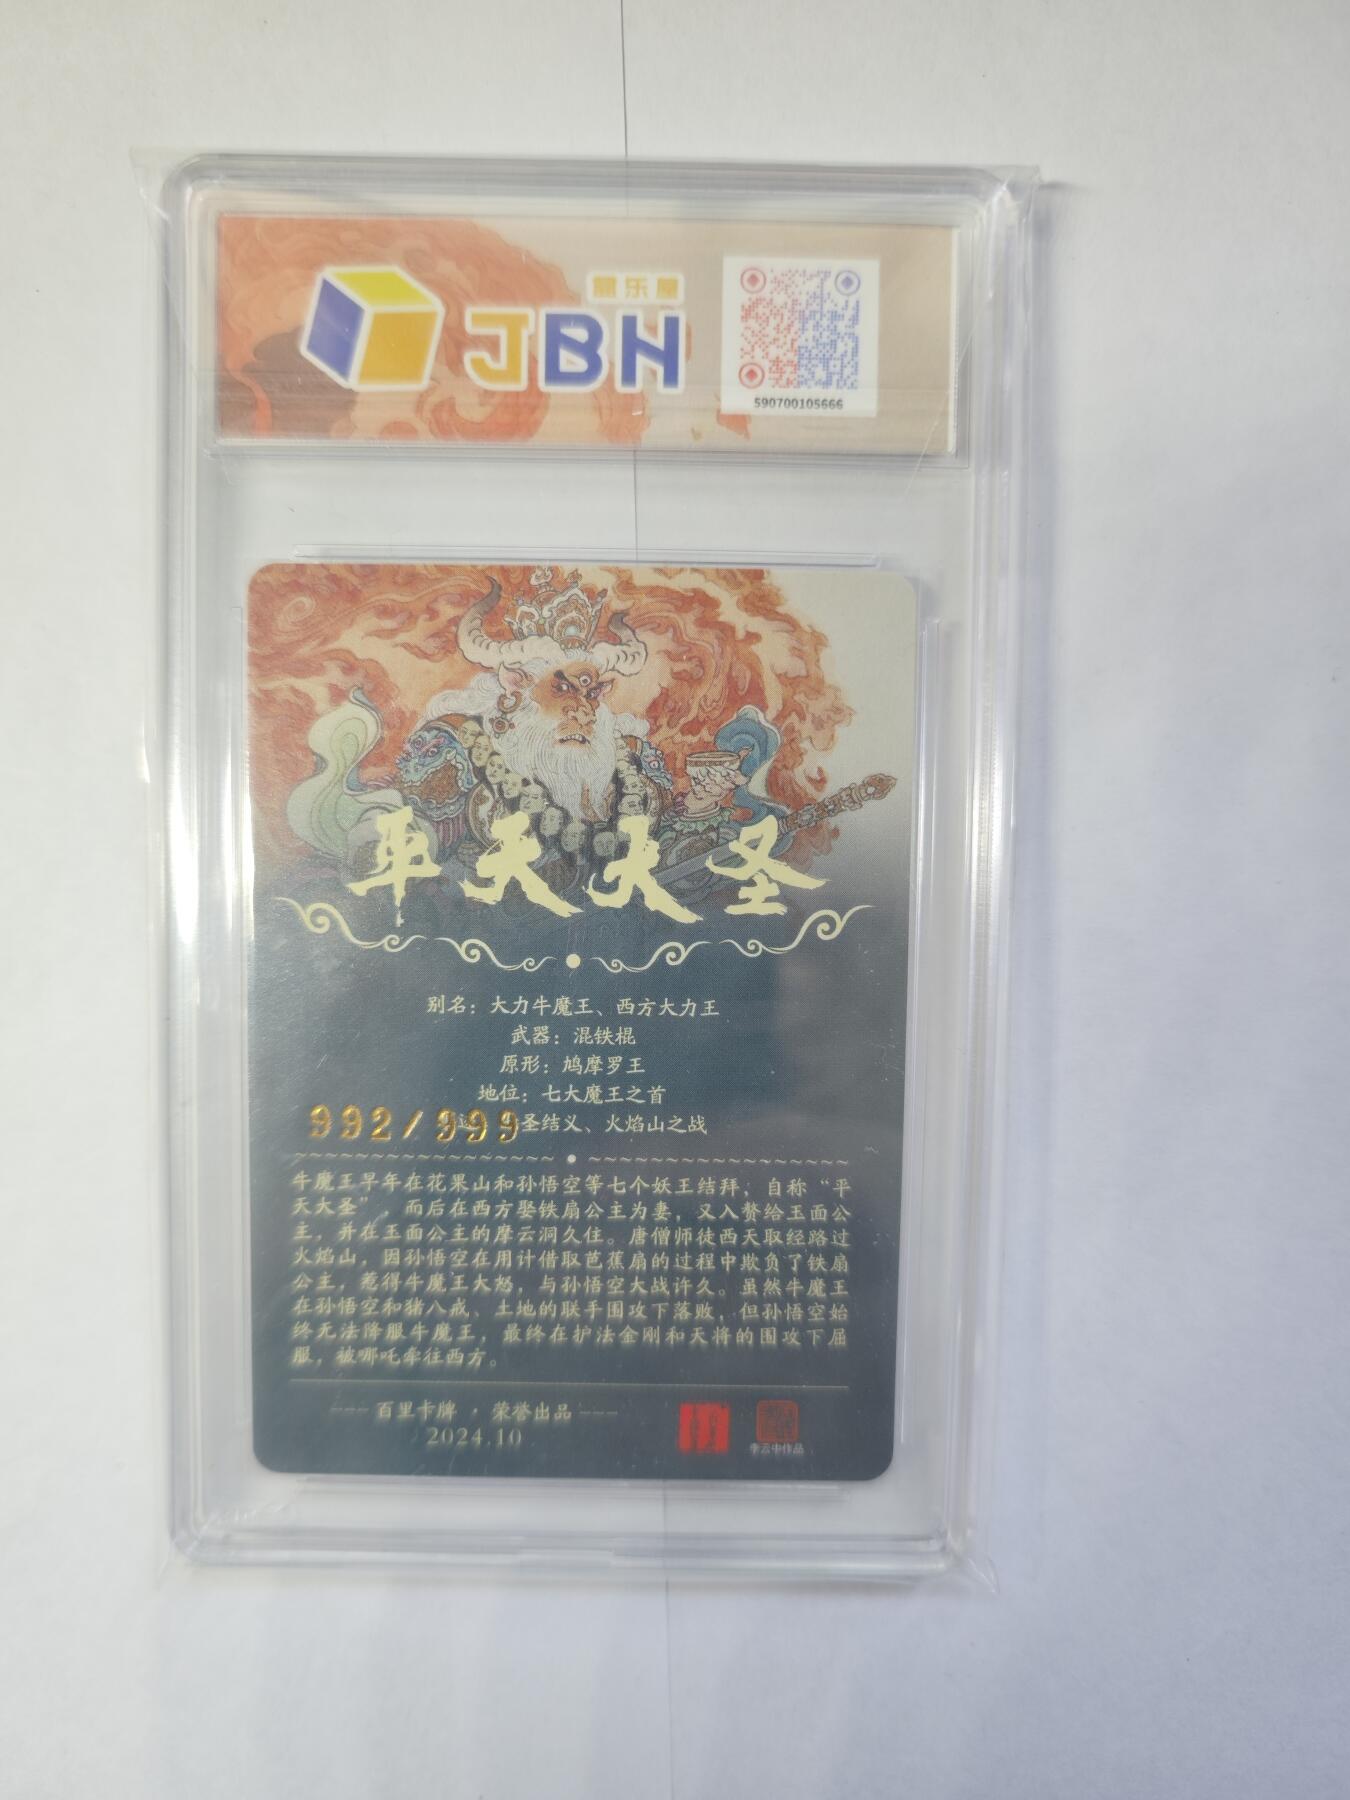 盒乐屋
JBH
590700105666
平天大圣
别名：大力牛魔王、西方大力王
武器：混铁棍
原形：鸠摩罗王
地位：七大魔王之首
圣结义、火焰山之战
992/999
牛魔王早年在花果山和孙悟空等七个妖王结拜，自称“平
天大圣”，而后在西方娶铁扇公主为妻，又入赘给玉面公
主，并在玉面公主的摩云洞久住。唐僧师徒西天取经路过
火焰山，因孙悟空在用计借取芭蕉扇的过程中欺负了铁扇
公主，惹得牛魔王大怒，与孙悟空大战许久。虽然牛魔王
在孙悟空和猪八戒、土地的联手围攻下落败，但孙悟空始
终无法降服牛魔王，最终在护法金刚和天将的围攻下屈
服，被哪吒牵往西方。
--- 百里卡牌 · 荣誉出品 ---
2024.10
李云中作品